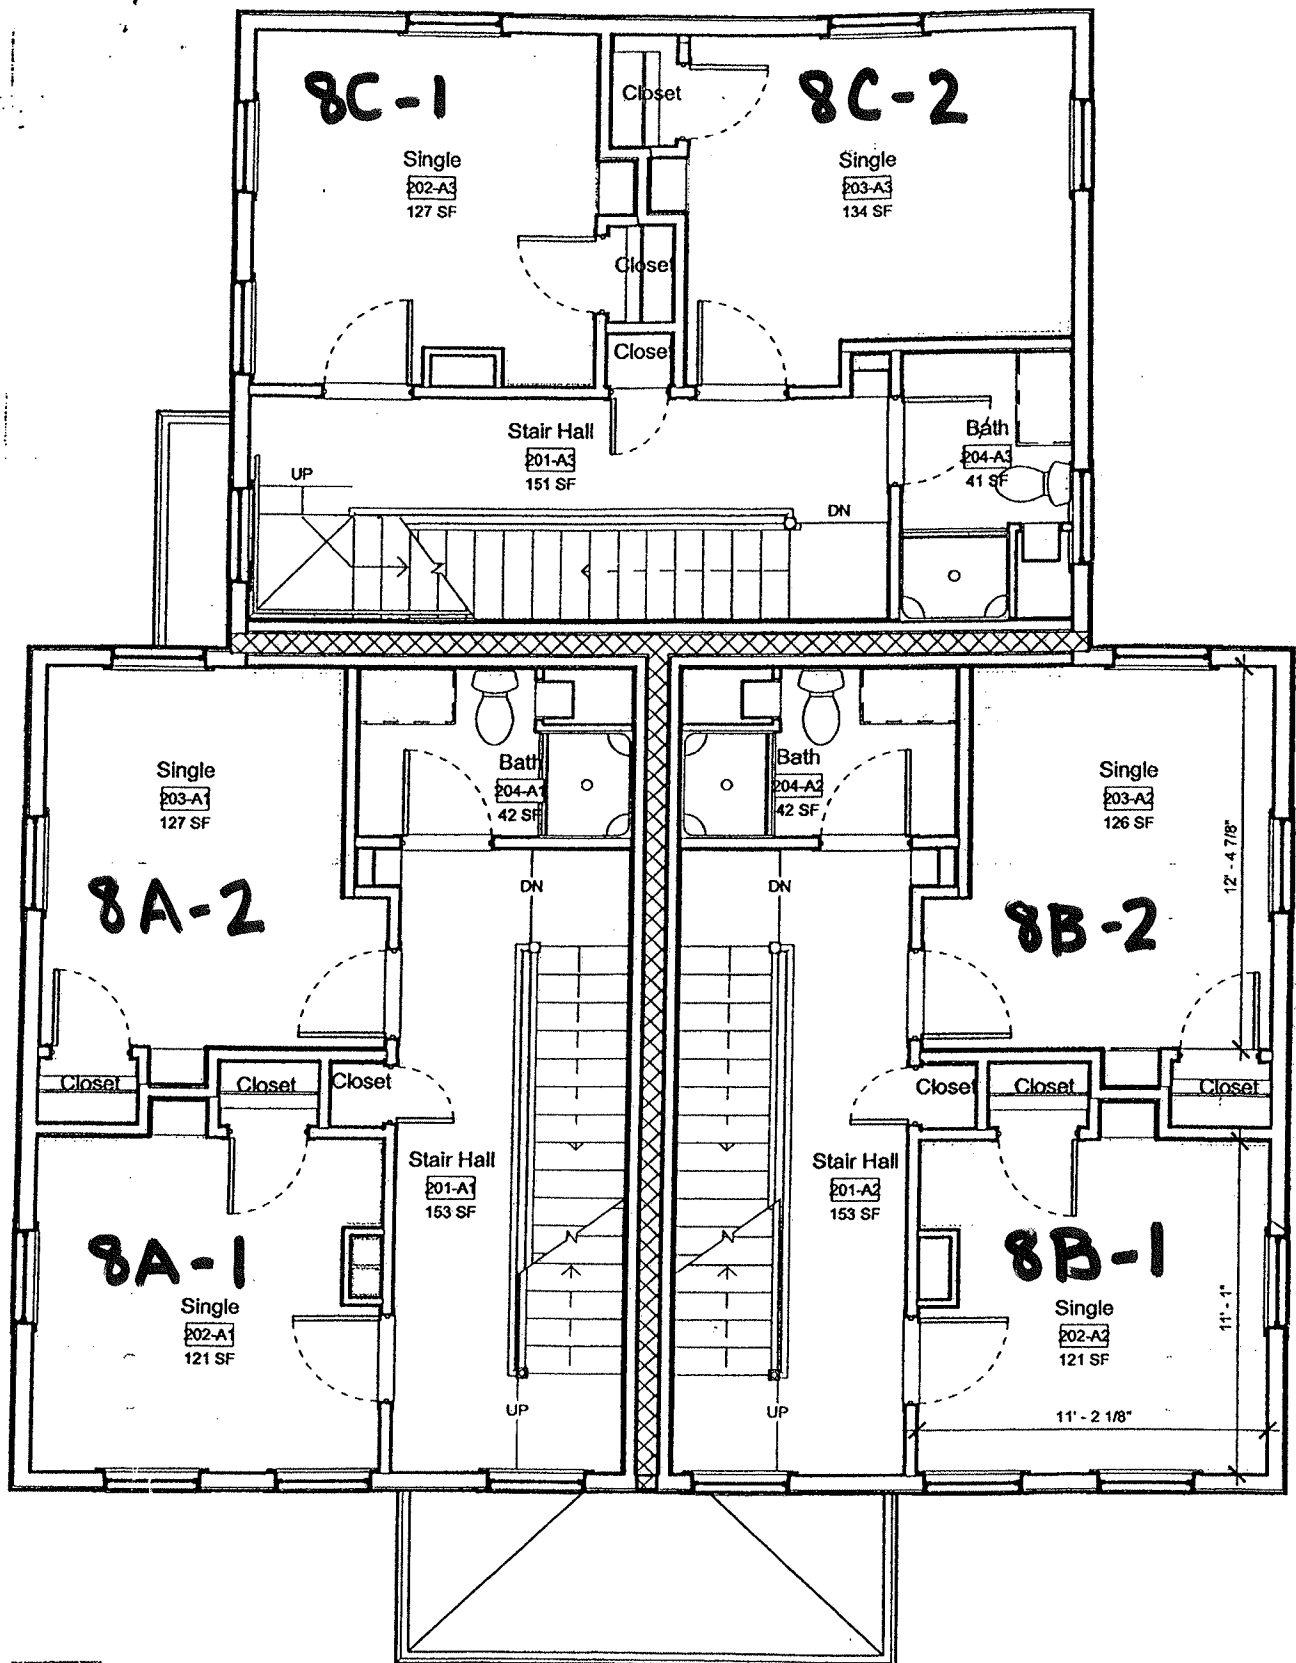 8C-1
Single
202-A3
127 SF
Closet
8C-2
Single
203-A3
134 SF
Closet
Closet
Stair Hall
201-A3
151 SF
UP
DN
Bath
204-A3
41 SF
Single
203-A1
127 SF
8A-2
Bath
204-A1
42 SF
DN
Bath
204-A2
42 SF
DN
Single
203-A2
126 SF
8B-2
12' - 4 7/8"
Closet
Closet
Closet
Closet
Closet
Closet
Stair Hall
201-A1
153 SF
Stair Hall
201-A2
153 SF
8A-1
Single
202-A1
121 SF
8B-1
Single
202-A2
121 SF
11' - 1"
11' - 2 1/8"
UP
UP